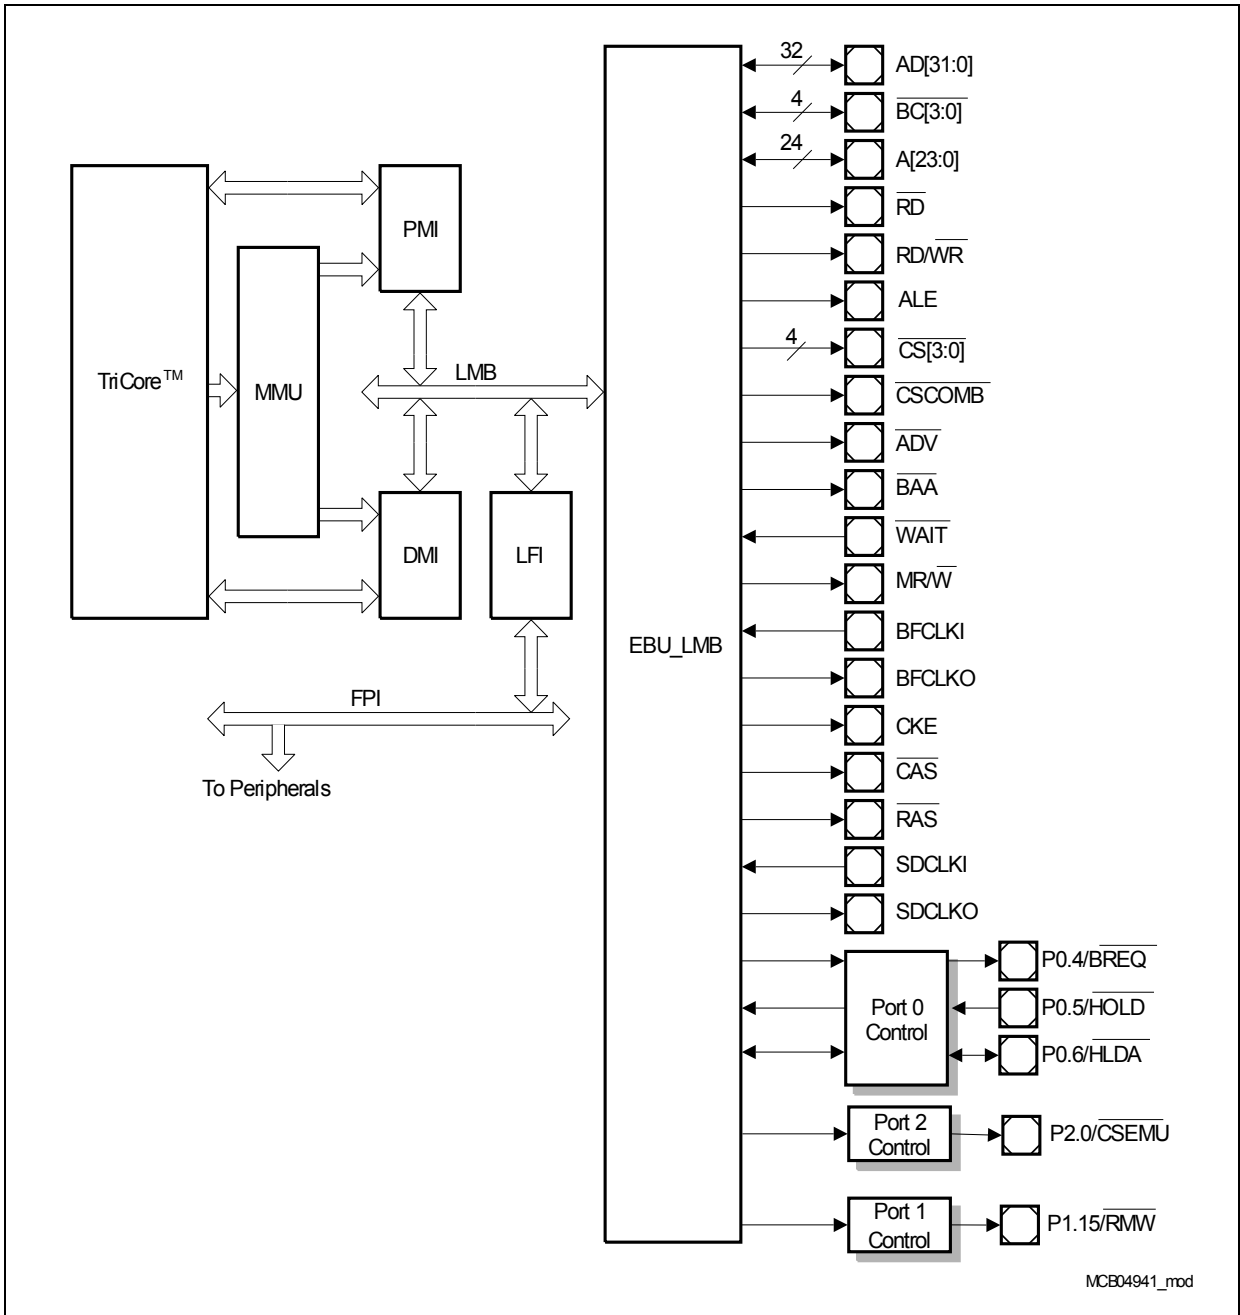 32
AD[31:0]
4
BC[3:0]
24
A[23:0]
RD
RD/WR
ALE
4
CS[3:0]
CSCOMB
ADV
BAA
WAIT
MR/W
BFCLKI
BFCLKO
CKE
CAS
RAS
SDCLKI
SDCLKO
TriCore™
MMU
PMI
LMB
DMI
LFI
FPI
To Peripherals
EBU_LMB
Port 0
Control
P0.4/BREQ
P0.5/HOLD
P0.6/HLDA
Port 2
Control
P2.0/CSEMU
Port 1
Control
P1.15/RMW
MCB04941_mod